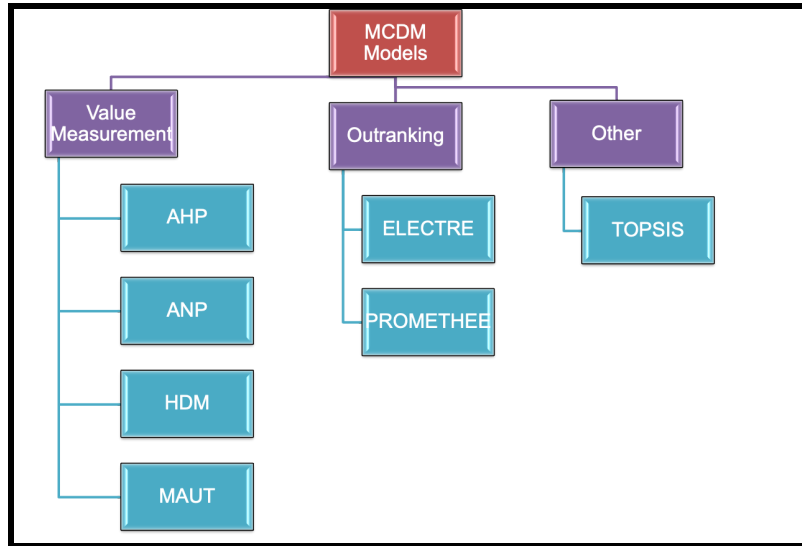 MCDM
Models
Value
Measurement
Outranking
Other
AHP
ANP
HDM
MAUT
ELECTRE
PROMETHEE
TOPSIS